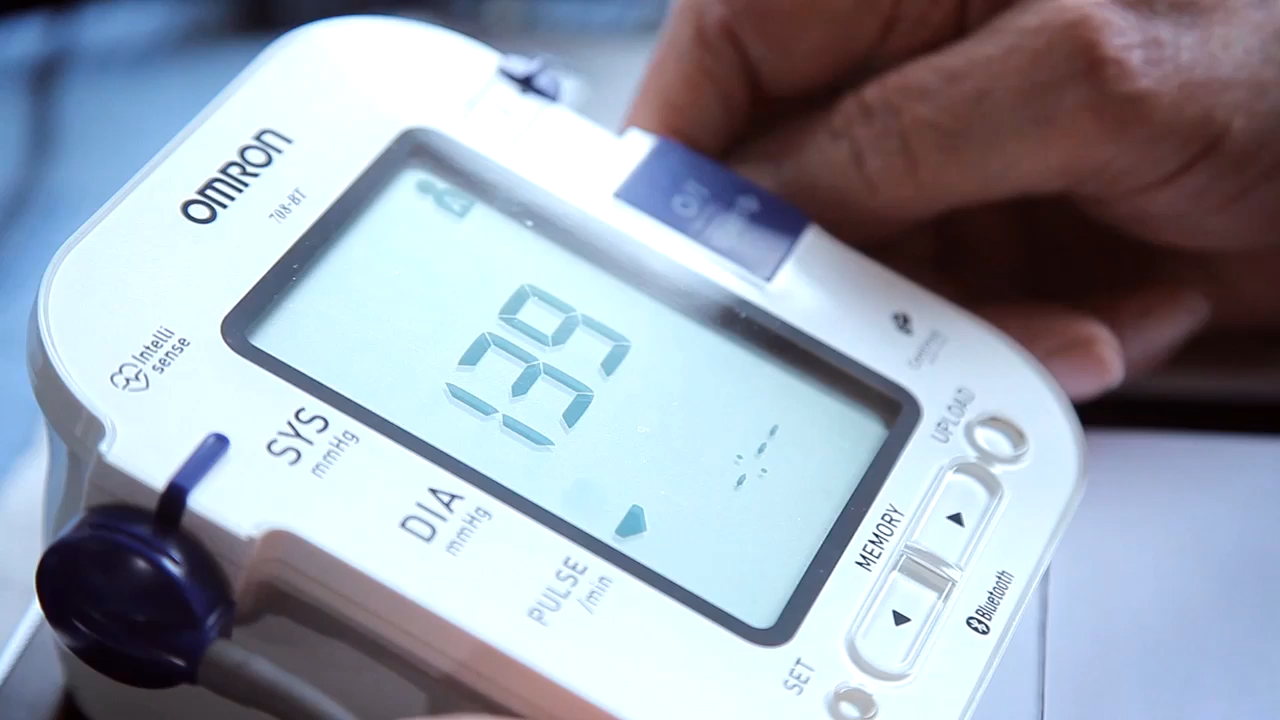 OMRON
708-BT
Intelli
sense
SYS
mmHg
DIA
mmHg
PULSE
/min
139
UPLOAD
MEMORY
Bluetooth
SET